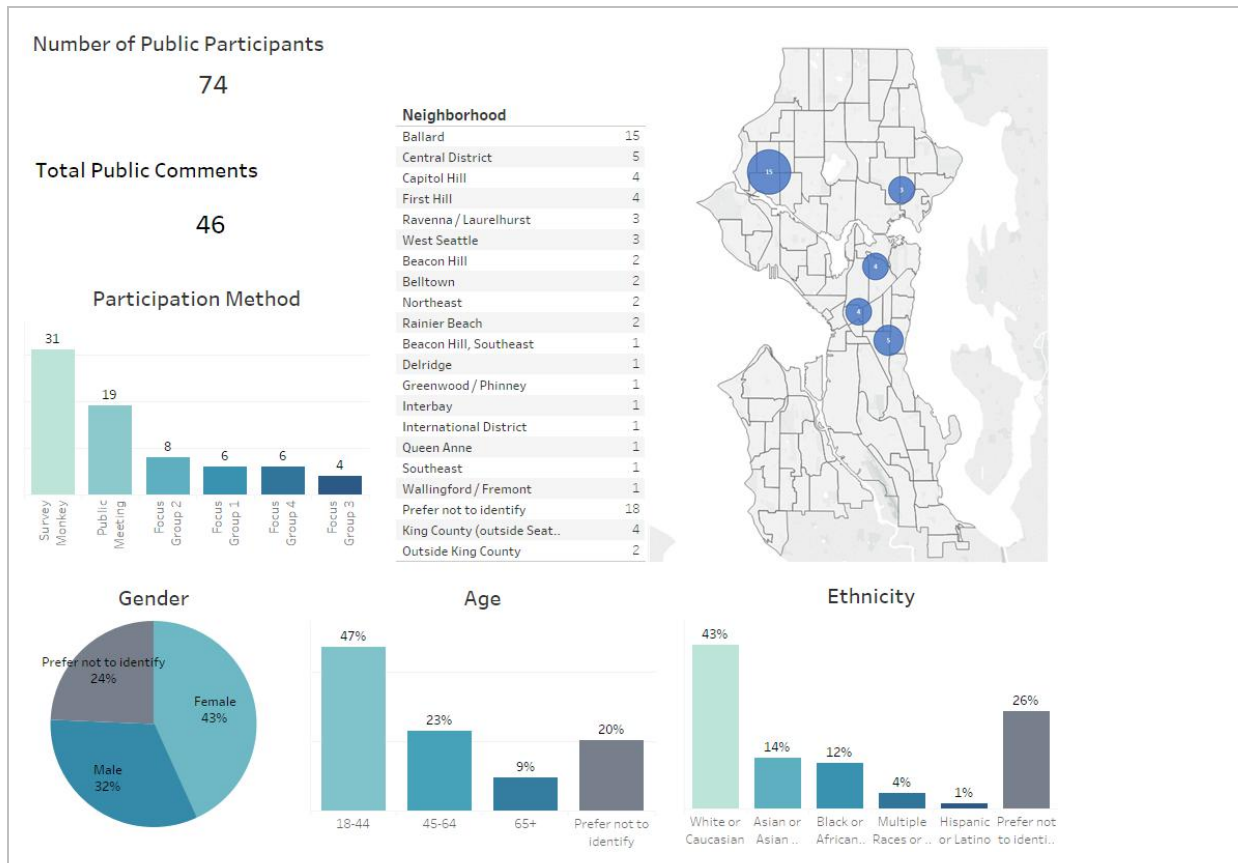 Number of Public Participants
74
Total Public Comments
46
Participation Method
31
19
8
6
6
4
Survey
Monkey
Public
Meeting
Focus
Group 2
Focus
Group 1
Focus
Group 4
Focus
Group 3
Neighborhood
Ballard 15
Central District 5
Capitol Hill 4
First Hill 4
Ravenna / Laurelhurst 3
West Seattle 3
Beacon Hill 2
Belltown 2
Northeast 2
Rainier Beach 2
Beacon Hill, Southeast 1
Delridge 1
Greenwood / Phinney 1
Interbay 1
International District 1
Queen Anne 1
Southeast 1
Wallingford / Fremont 1
Prefer not to identify 18
King County (outside Seat.. 4
Outside King County 2
15
3
4
4
5
Gender
Prefer not to identify
24%
Female
43%
Male
32%
Age
47%
23%
9%
20%
18-44
45-64
65+
Prefer not to
identify
Ethnicity
43%
14%
12%
4%
1%
26%
White or
Caucasian
Asian or
Asian ..
Black or
African..
Multiple
Races or ..
Hispanic
or Latino
Prefer not
to identi..